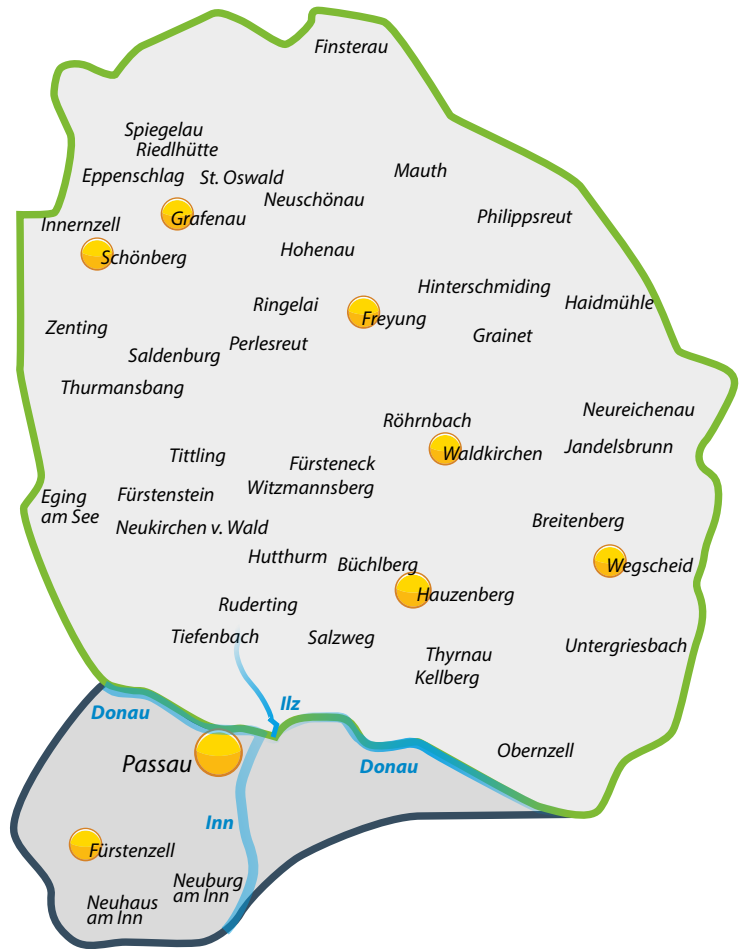 Finsterau
Spiegelau
Riedlhütte
Mauth
Eppenschlag
St. Oswald
Neuschönau
Philippsreut
Innernzell
Grafenau
Hohenau
Schönberg
Hinterschmiding
Haidmühle
Ringelai
Freyung
Zenting
Grainet
Perlesreut
Saldenburg
Thurmansbang
Neureichenau
Röhrnbach
Waldkirchen
Jandelsbrunn
Tittling
Fürsteneck
Witzmannsberg
Eging
am See
Fürstenstein
Neukirchen v. Wald
Breitenberg
Hutthurm
Büchlberg
Wegscheid
Hauzenberg
Ruderting
Tiefenbach
Salzweg
Untergriesbach
Thyrnau
Kellberg
Ilz
Donau
Obernzell
Passau
Donau
Inn
Fürstenzell
Neuburg
am Inn
Neuhaus
am Inn